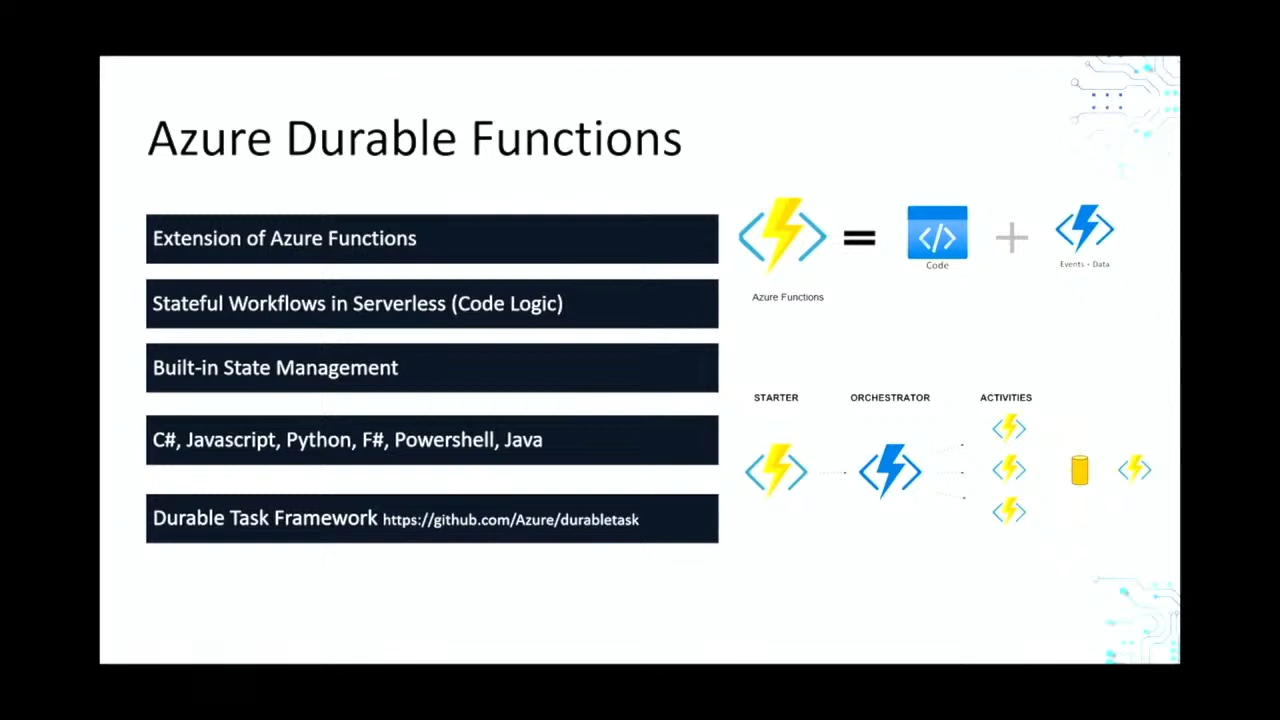 Azure Durable Functions
Extension of Azure Functions
Stateful Workflows in Serverless (Code Logic)
Built-in State Management
C#, Javascript, Python, F#, Powershell, Java
Durable Task Framework https://github.com/Azure/durabletask
Code
Events + Data
Azure Functions
STARTER
ORCHESTRATOR
ACTIVITIES